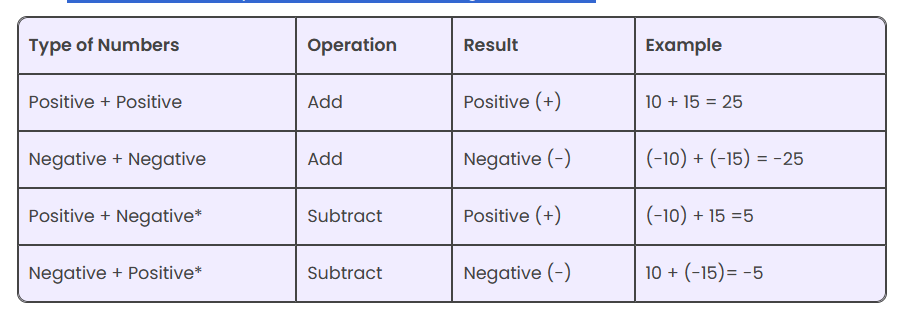 Type of Numbers Operation Result Example
Positive + Positive Add Positive (+) 10 + 15 = 25
Negative + Negative Add Negative (-) (-10) + (-15) = -25
Positive + Negative* Subtract Positive (+) (-10) + 15 =5
Negative + Positive* Subtract Negative (-) 10 + (-15)= -5